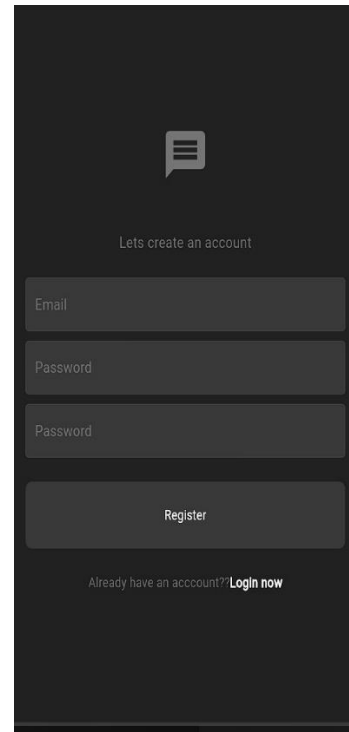 Lets create an account
Email
Password
Password
Register
Already have an acccount??Login now